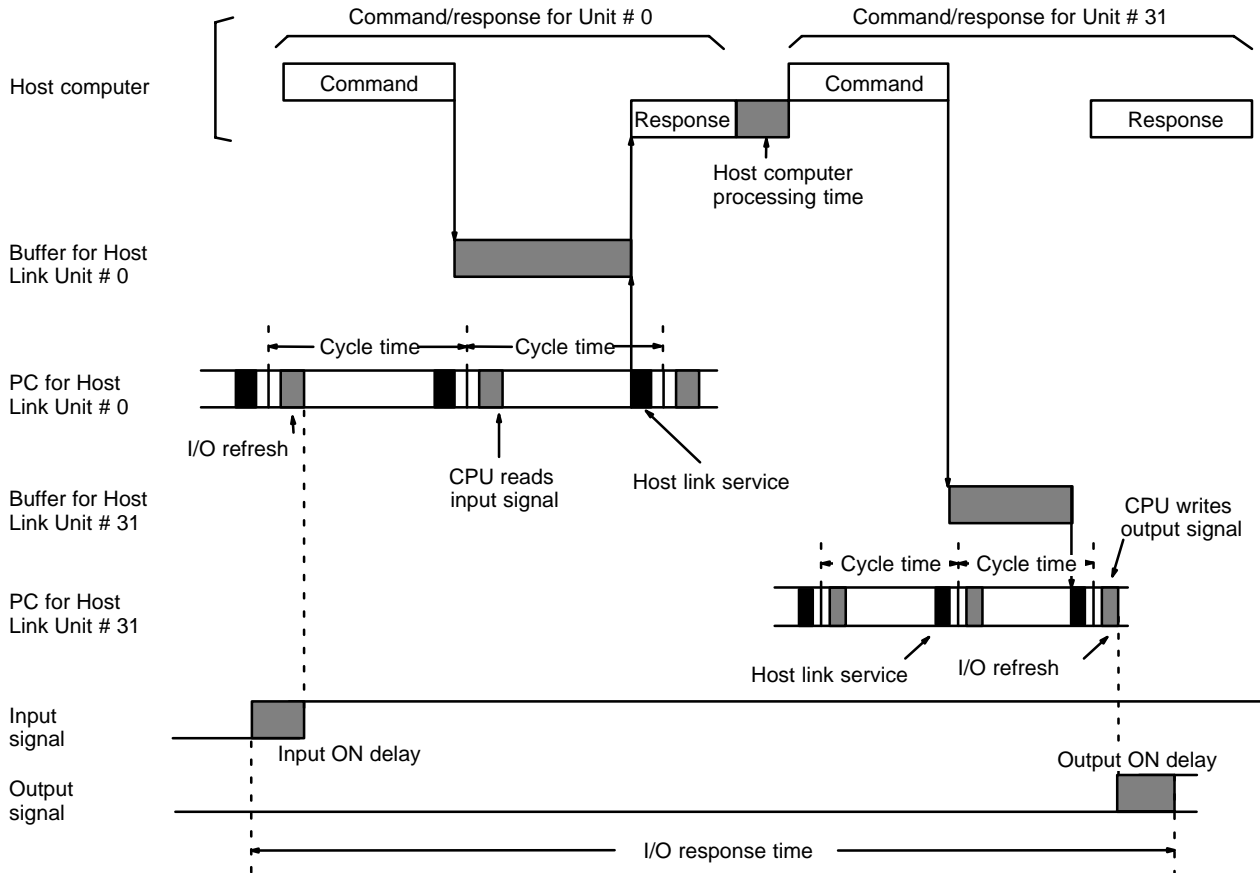 Command/response for Unit # 0
Command/response for Unit # 31
Host computer
Command
Command
Response
Response
Host computer
processing time
Buffer for Host
Link Unit # 0
Cycle time
Cycle time
PC for Host
Link Unit # 0
I/O refresh
CPU reads
input signal
Host link service
Buffer for Host
Link Unit # 31
CPU writes
output signal
Cycle time
Cycle time
PC for Host
Link Unit # 31
Host link service
I/O refresh
Input
signal
Input ON delay
Output ON delay
Output
signal
I/O response time